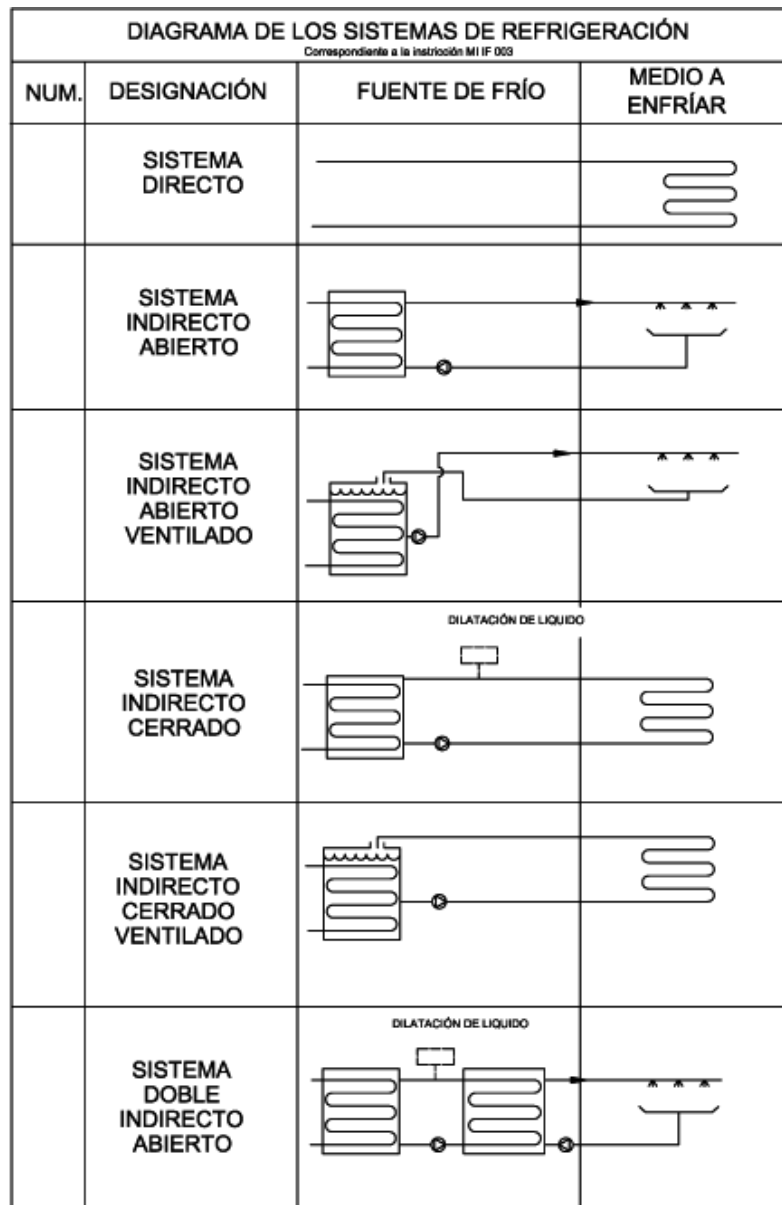 DIAGRAMA DE LOS SISTEMAS DE REFRIGERACIÓN
Correspondiente a la instricción MI IF 003
NUM.
DESIGNACIÓN
FUENTE DE FRÍO
MEDIO A
ENFRÍAR
SISTEMA
DIRECTO
SISTEMA
INDIRECTO
ABIERTO
SISTEMA
INDIRECTO
ABIERTO
VENTILADO
DILATACIÓN DE LIQUIDO
SISTEMA
INDIRECTO
CERRADO
SISTEMA
INDIRECTO
CERRADO
VENTILADO
DILATACIÓN DE LIQUIDO
SISTEMA
DOBLE
INDIRECTO
ABIERTO